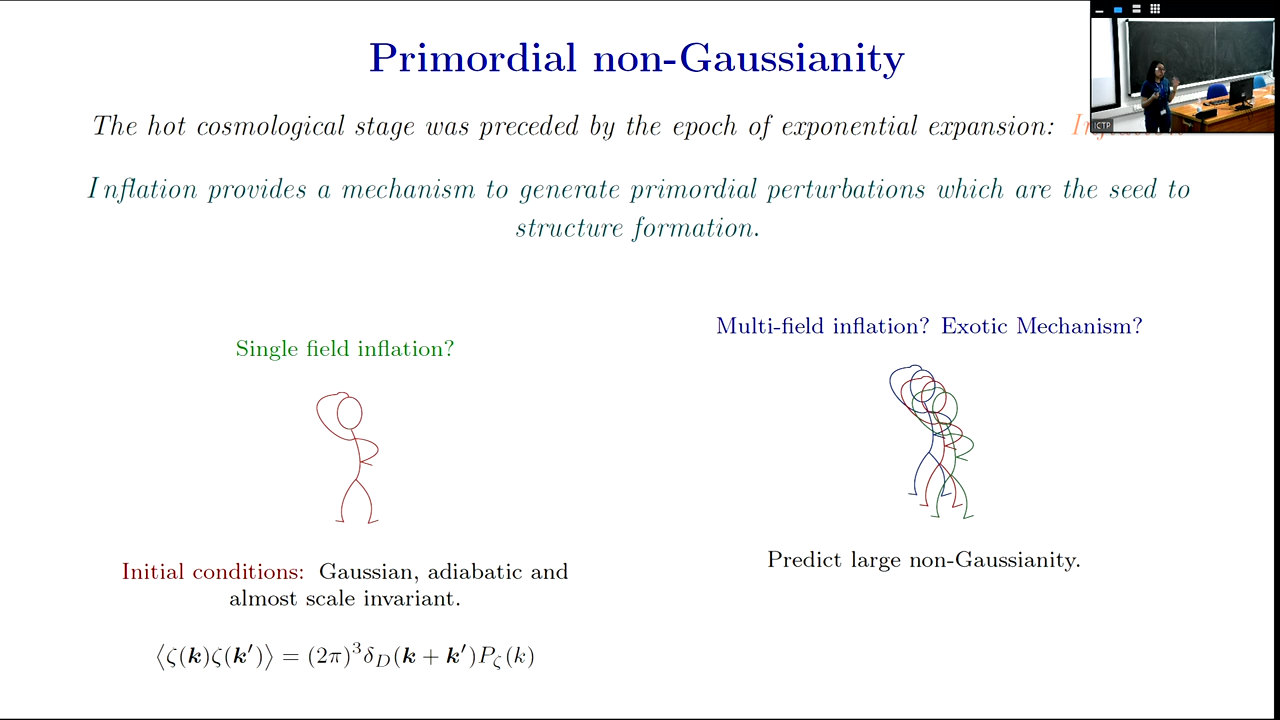 Primordial non-Gaussianity
The hot cosmological stage was preceded by the epoch of exponential expansion:
Inflation provides a mechanism to generate primordial perturbations which are the seed to
structure formation.
Single field inflation?
Multi-field inflation? Exotic Mechanism?
Initial conditions: Gaussian, adiabatic and
almost scale invariant.
Predict large non-Gaussianity.
⟨ζ(k)ζ(k′)⟩ = (2π)³δ_D(k + k′)P_ζ(k)
ICTP